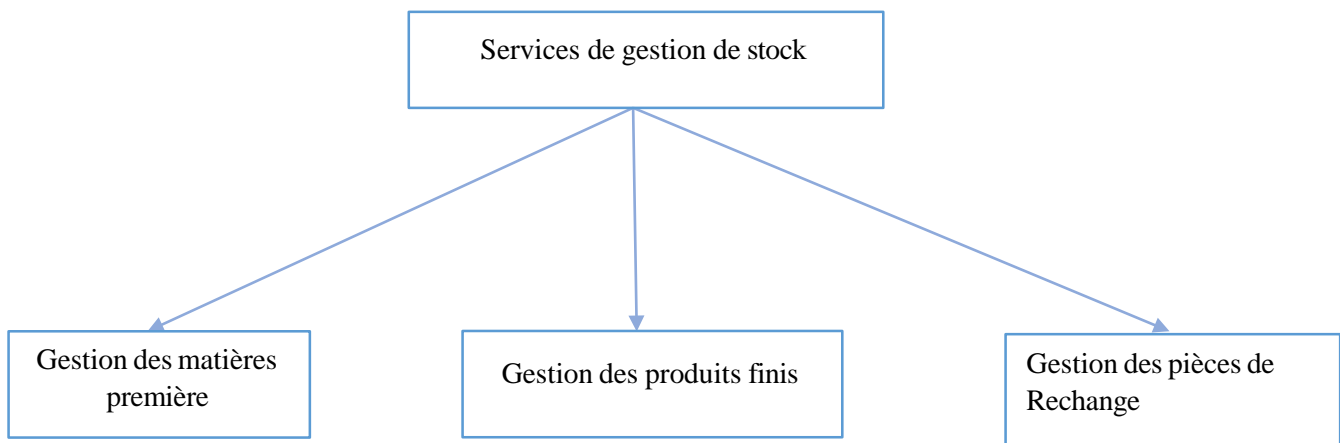 Services de gestion de stock
Gestion des matières
première
Gestion des produits finis
Gestion des pièces de
Rechange